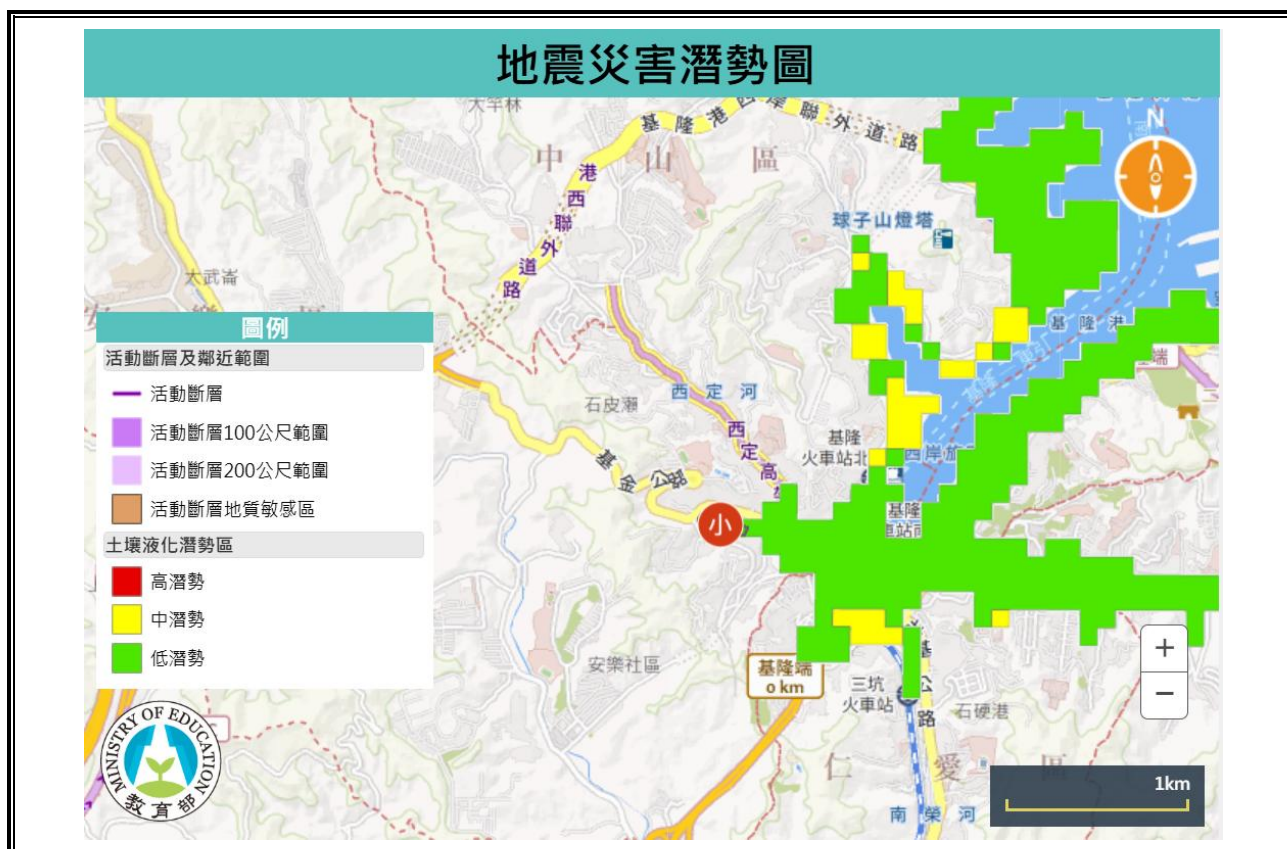 地震災害潛勢圖
大竿林
基隆港西岸聯外道路
中山區
N
港西聯外道路
球子山燈塔
大武崙
安樂區
基隆港
圖例
活動斷層及鄰近範圍
活動斷層
活動斷層100公尺範圍
活動斷層200公尺範圍
活動斷層地質敏感區
土壤液化潛勢區
高潛勢
中潛勢
低潛勢
西定河
石皮瀨
西定高
基隆
火車站北
西岸旅
基金公路
基隆
車站
小
安樂社區
基隆端
0 km
三坑
火車站
基公路
石硬港
仁愛區
南榮河
+
−
1km
MINISTRY OF EDUCATION
教育部